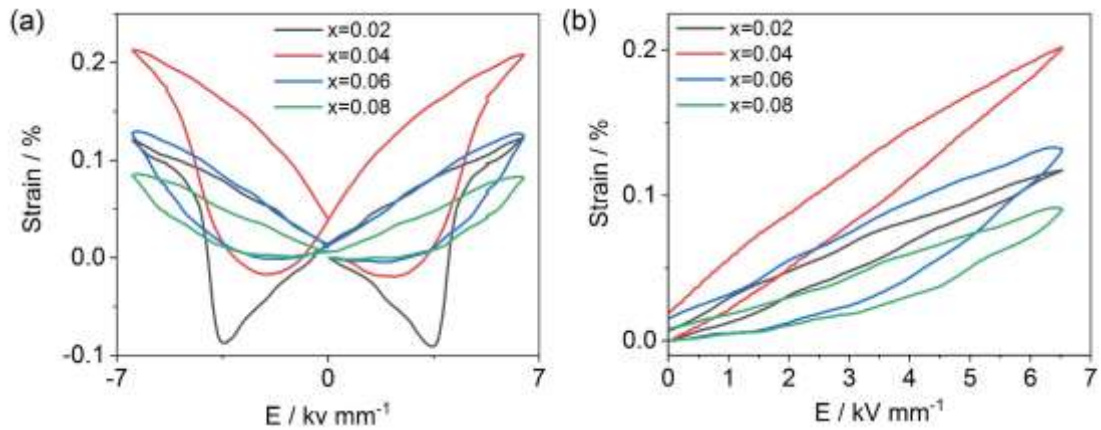 (a)
x=0.02
x=0.04
x=0.06
x=0.08
0.2
0.1
0.0
-0.1
Strain / %
-7
0
7
E / kv mm⁻¹
(b)
x=0.02
x=0.04
x=0.06
x=0.08
0.2
0.1
0.0
Strain / %
0 1 2 3 4 5 6 7
E / kV mm⁻¹